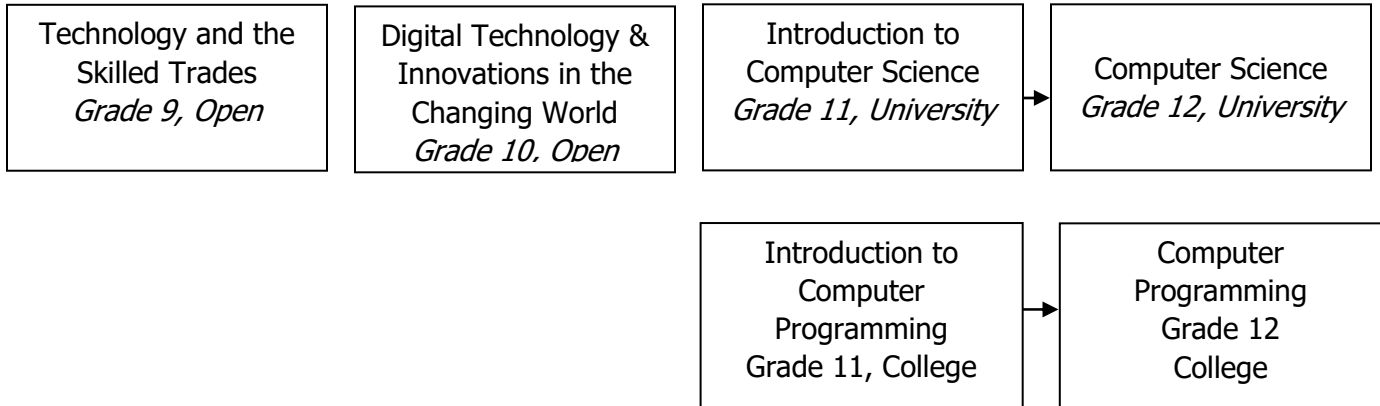 Technology and the
Skilled Trades
Grade 9, Open
Digital Technology &
Innovations in the
Changing World
Grade 10, Open
Introduction to
Computer Science
Grade 11, University
Computer Science
Grade 12, University
Introduction to
Computer
Programming
Grade 11, College
Computer
Programming
Grade 12
College